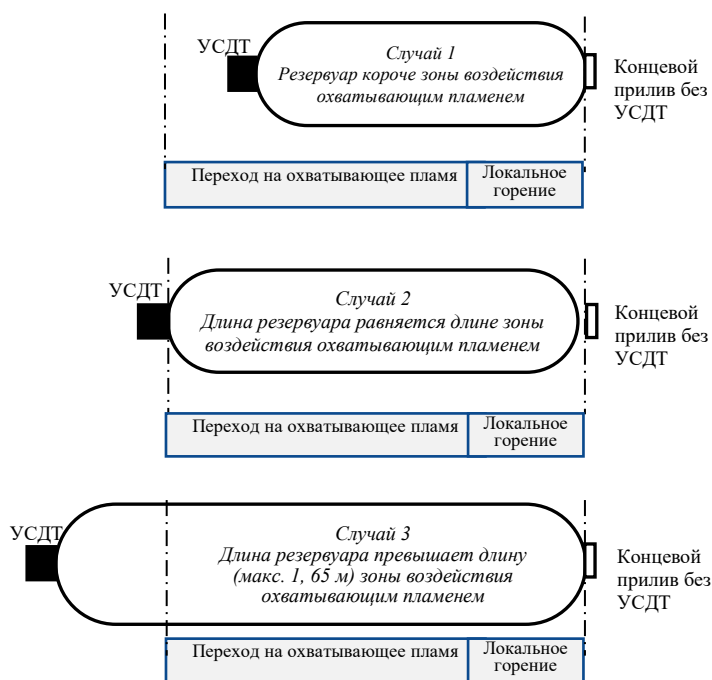 УСДТ
Случай 1
Резервуар короче зоны воздействия
охватывающим пламенем
Концевой
прилив без
УСДТ
Переход на охватывающее пламя
Локальное
горение
УСДТ
Случай 2
Длина резервуара равняется длине зоны
воздействия охватывающим пламенем
Концевой
прилив без
УСДТ
Переход на охватывающее пламя
Локальное
горение
УСДТ
Случай 3
Длина резервуара превышает длину
(макс. 1, 65 м) зоны воздействия
охватывающим пламенем
Концевой
прилив без
УСДТ
Переход на охватывающее пламя
Локальное
горение